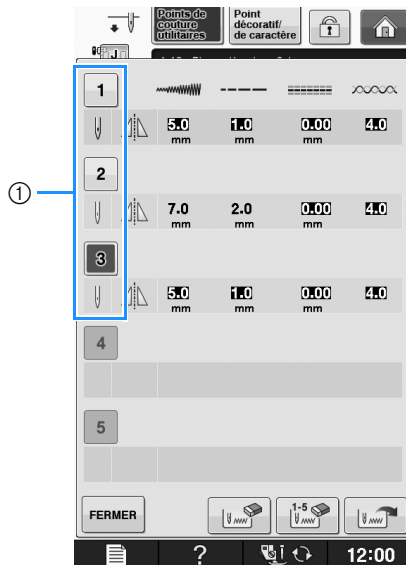 Points de couture utilitaires
Point décoratif/ de caractère
J
1
5.0 mm 1.0 mm 0.00 mm 4.0
2
7.0 mm 2.0 mm 0.00 mm 4.0
①
3
5.0 mm 1.0 mm 0.00 mm 4.0
4
5
FERMER
1-5
? 12:00